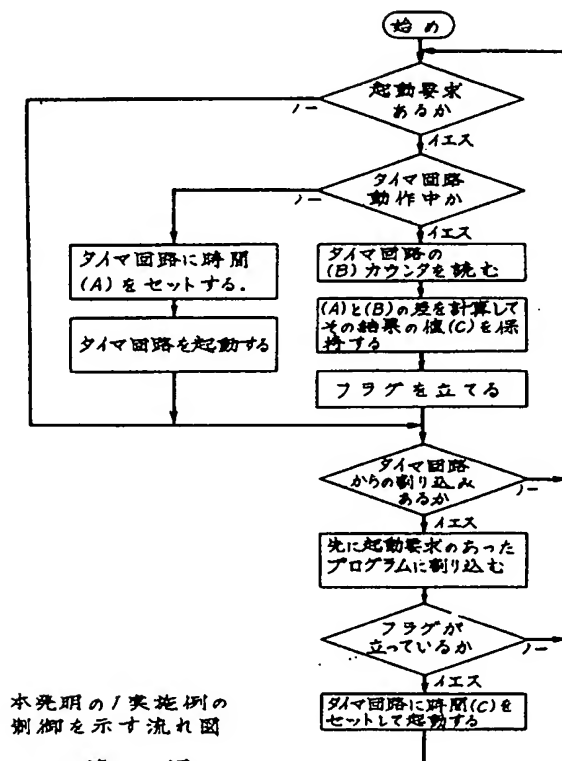 始め
起動要求
あるか
ノー
イエス
タイマ回路
動作中か
ノー
イエス
タイマ回路に時間
(A)をセットする.
タイマ回路を起動する
タイマ回路の
(B)カウンタを読む
(A)と(B)の差を計算して
その結果の値(C)を保
持する
フラグを立てる
タイマ回路
からの割り込み
あるか
ノー
イエス
先に起動要求のあった
プログラムに割り込む
フラグが
立っているか
ノー
イエス
タイマ回路に時間(C)を
セットして起動する
本発明の1実施例の
制御を示す流れ図